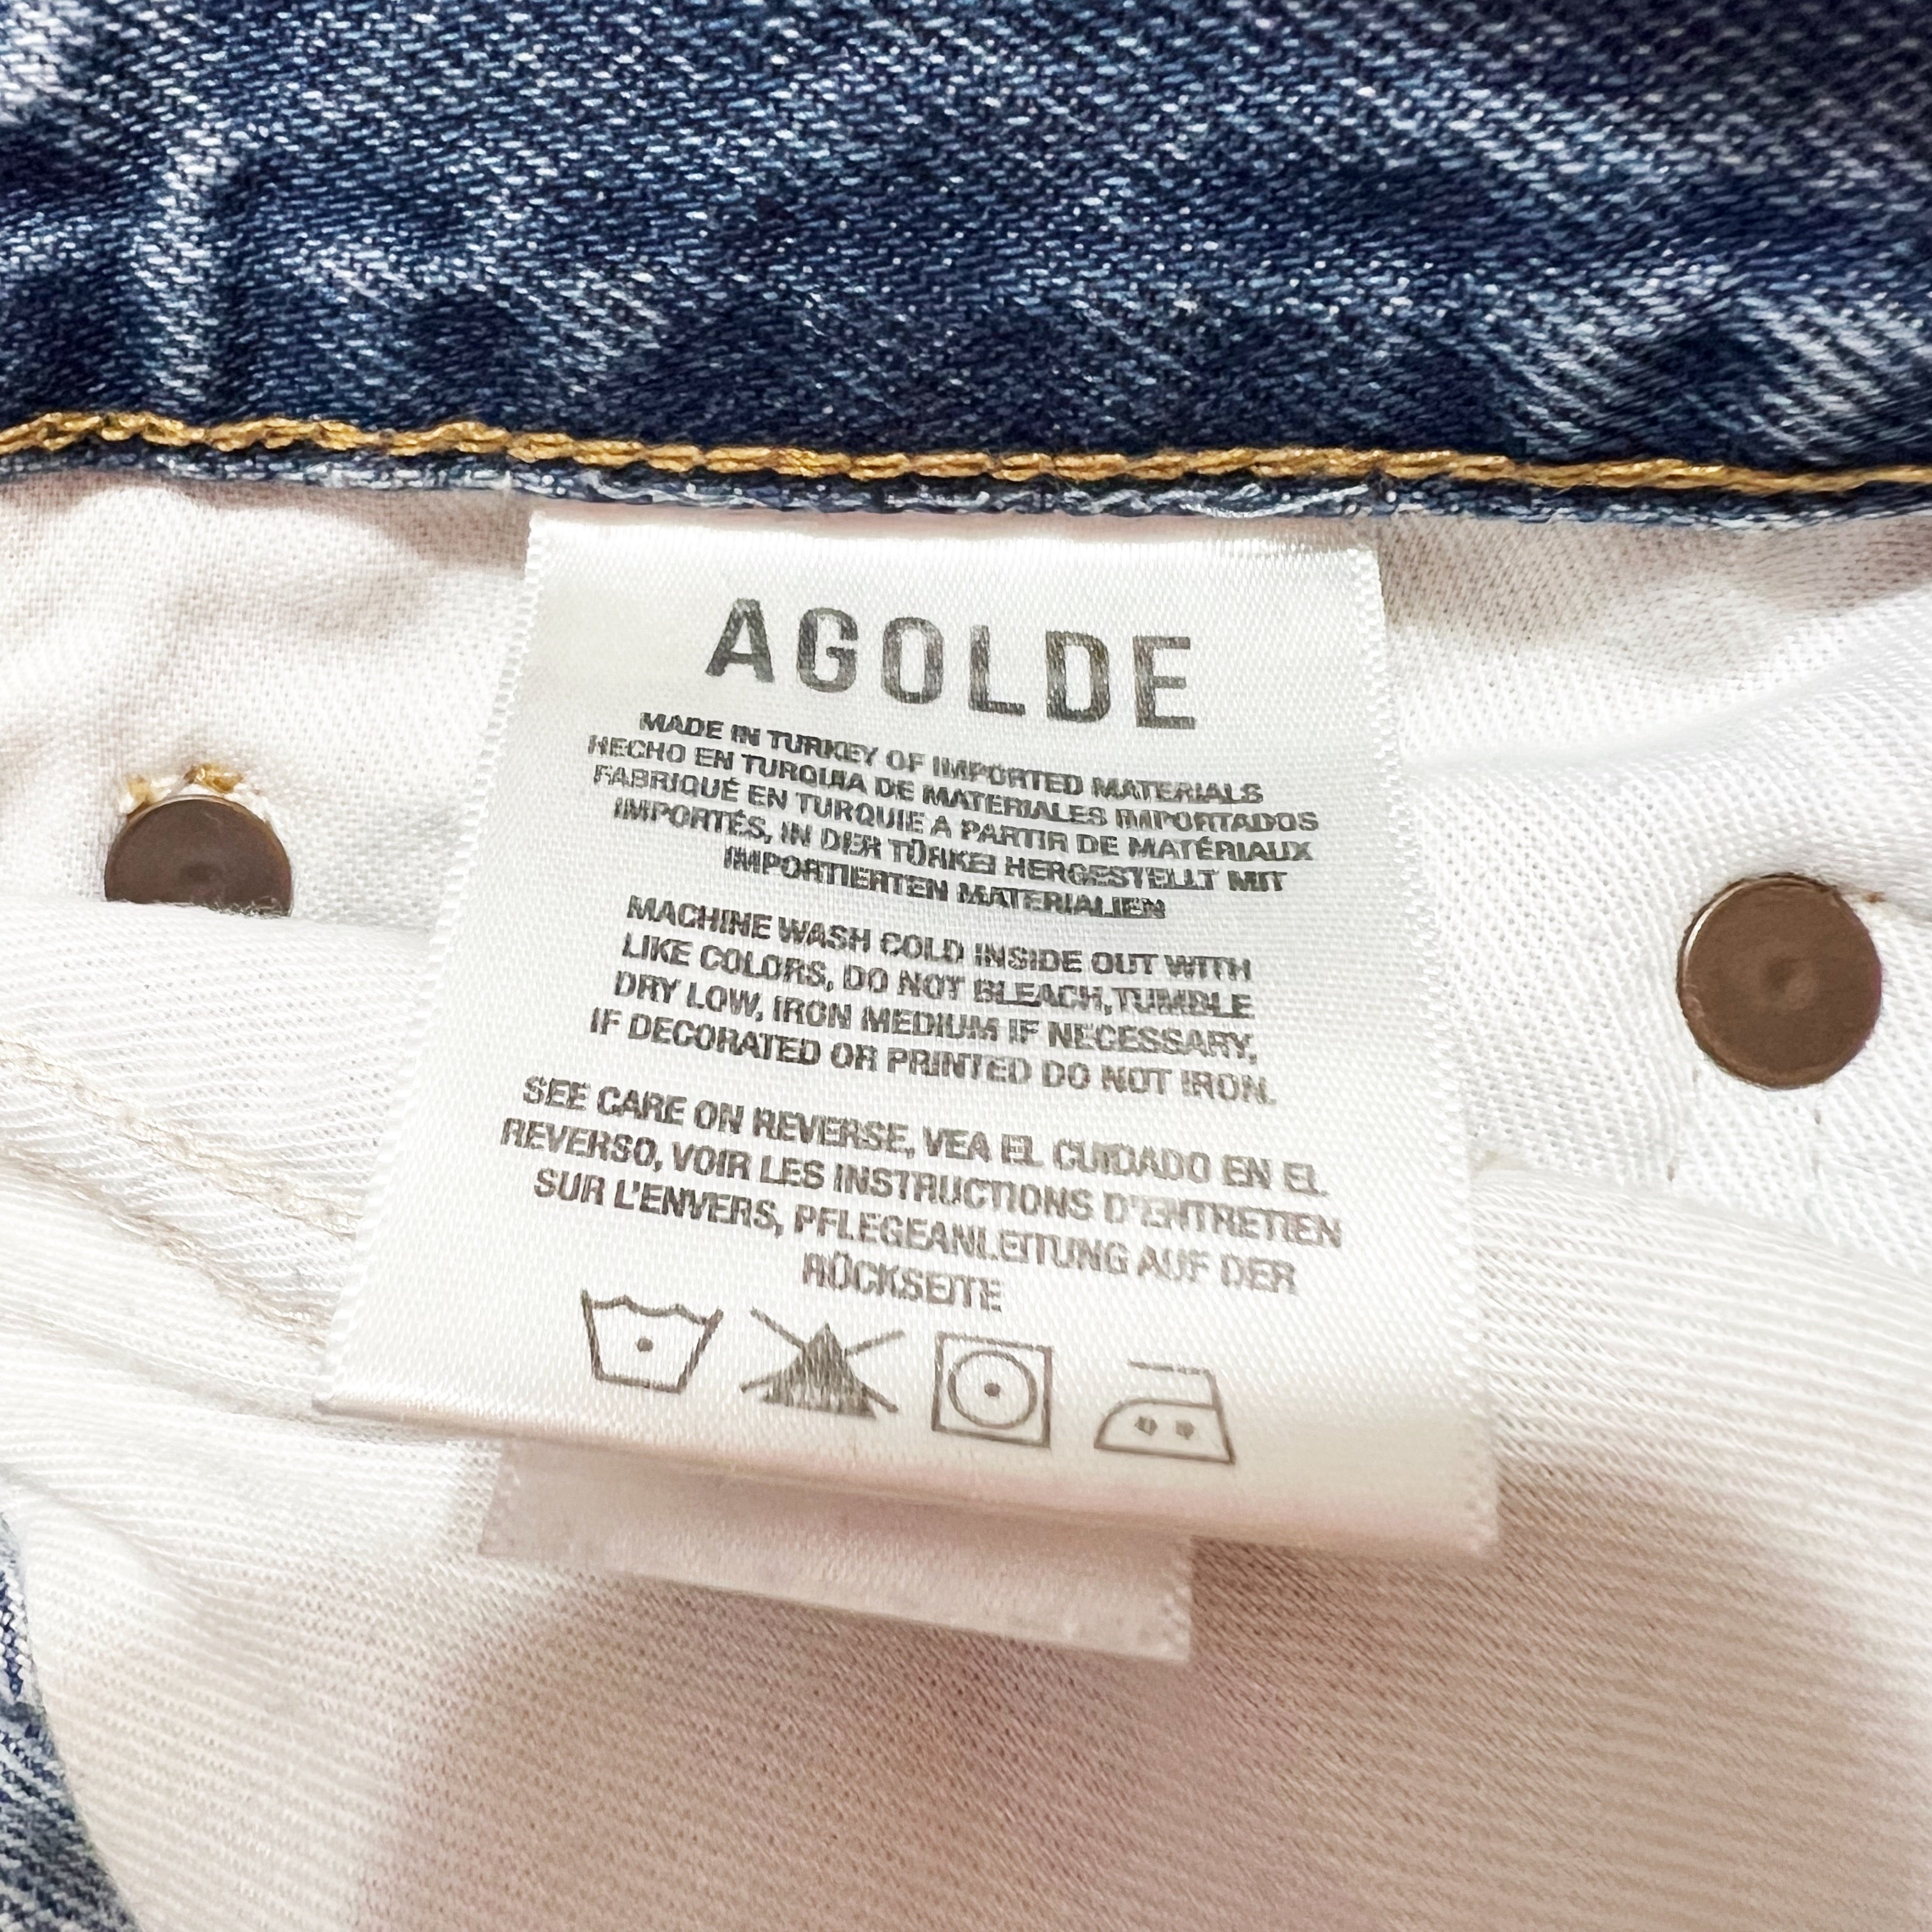 AGOLDE
MADE IN TURKEY OF IMPORTED MATERIALS
HECHO EN TURQUIA DE MATERIALES IMPORTADOS
FABRIQUÉ EN TURQUIE A PARTIR DE MATÉRIAUX
IMPORTÉS, IN DER TÜRKEI HERGESTELLT MIT
IMPORTIERTEN MATERIALIEN
MACHINE WASH COLD INSIDE OUT WITH
LIKE COLORS, DO NOT BLEACH,TUMBLE
DRY LOW, IRON MEDIUM IF NECESSARY,
IF DECORATED OR PRINTED DO NOT IRON.
SEE CARE ON REVERSE, VEA EL CUIDADO EN EL
REVERSO, VOIR LES INSTRUCTIONS D'ENTRETIEN
SUR L'ENVERS, PFLEGEANLEITUNG AUF DER
RÜCKSEITE